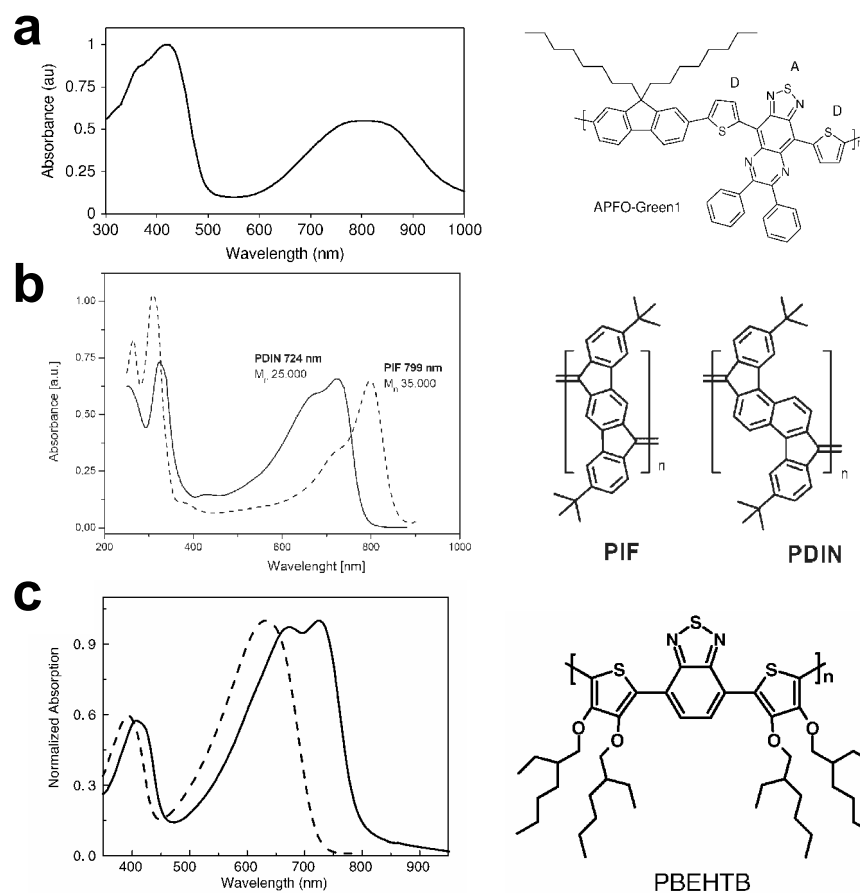 a
Absorbance (au)
1
0.75
0.5
0.25
0
300
400
500
600
700
800
900
1000
Wavelength (nm)
D
A
D
S
N
N
S
S
N
N
n
APFO-Green1
b
Absorbance [a.u.]
1.00
0.75
0.50
0.25
0.00
PDIN 724 nm
Mn 25.000
PIF 799 nm
Mn 35.000
200
400
600
800
1000
Wavelenght [nm]
n
n
PIF
PDIN
c
Normalized Absorption
0.9
0.6
0.3
0.0
400
500
600
700
800
900
Wavelength (nm)
S
N
N
S
S
n
O
O
O
O
PBEHTB